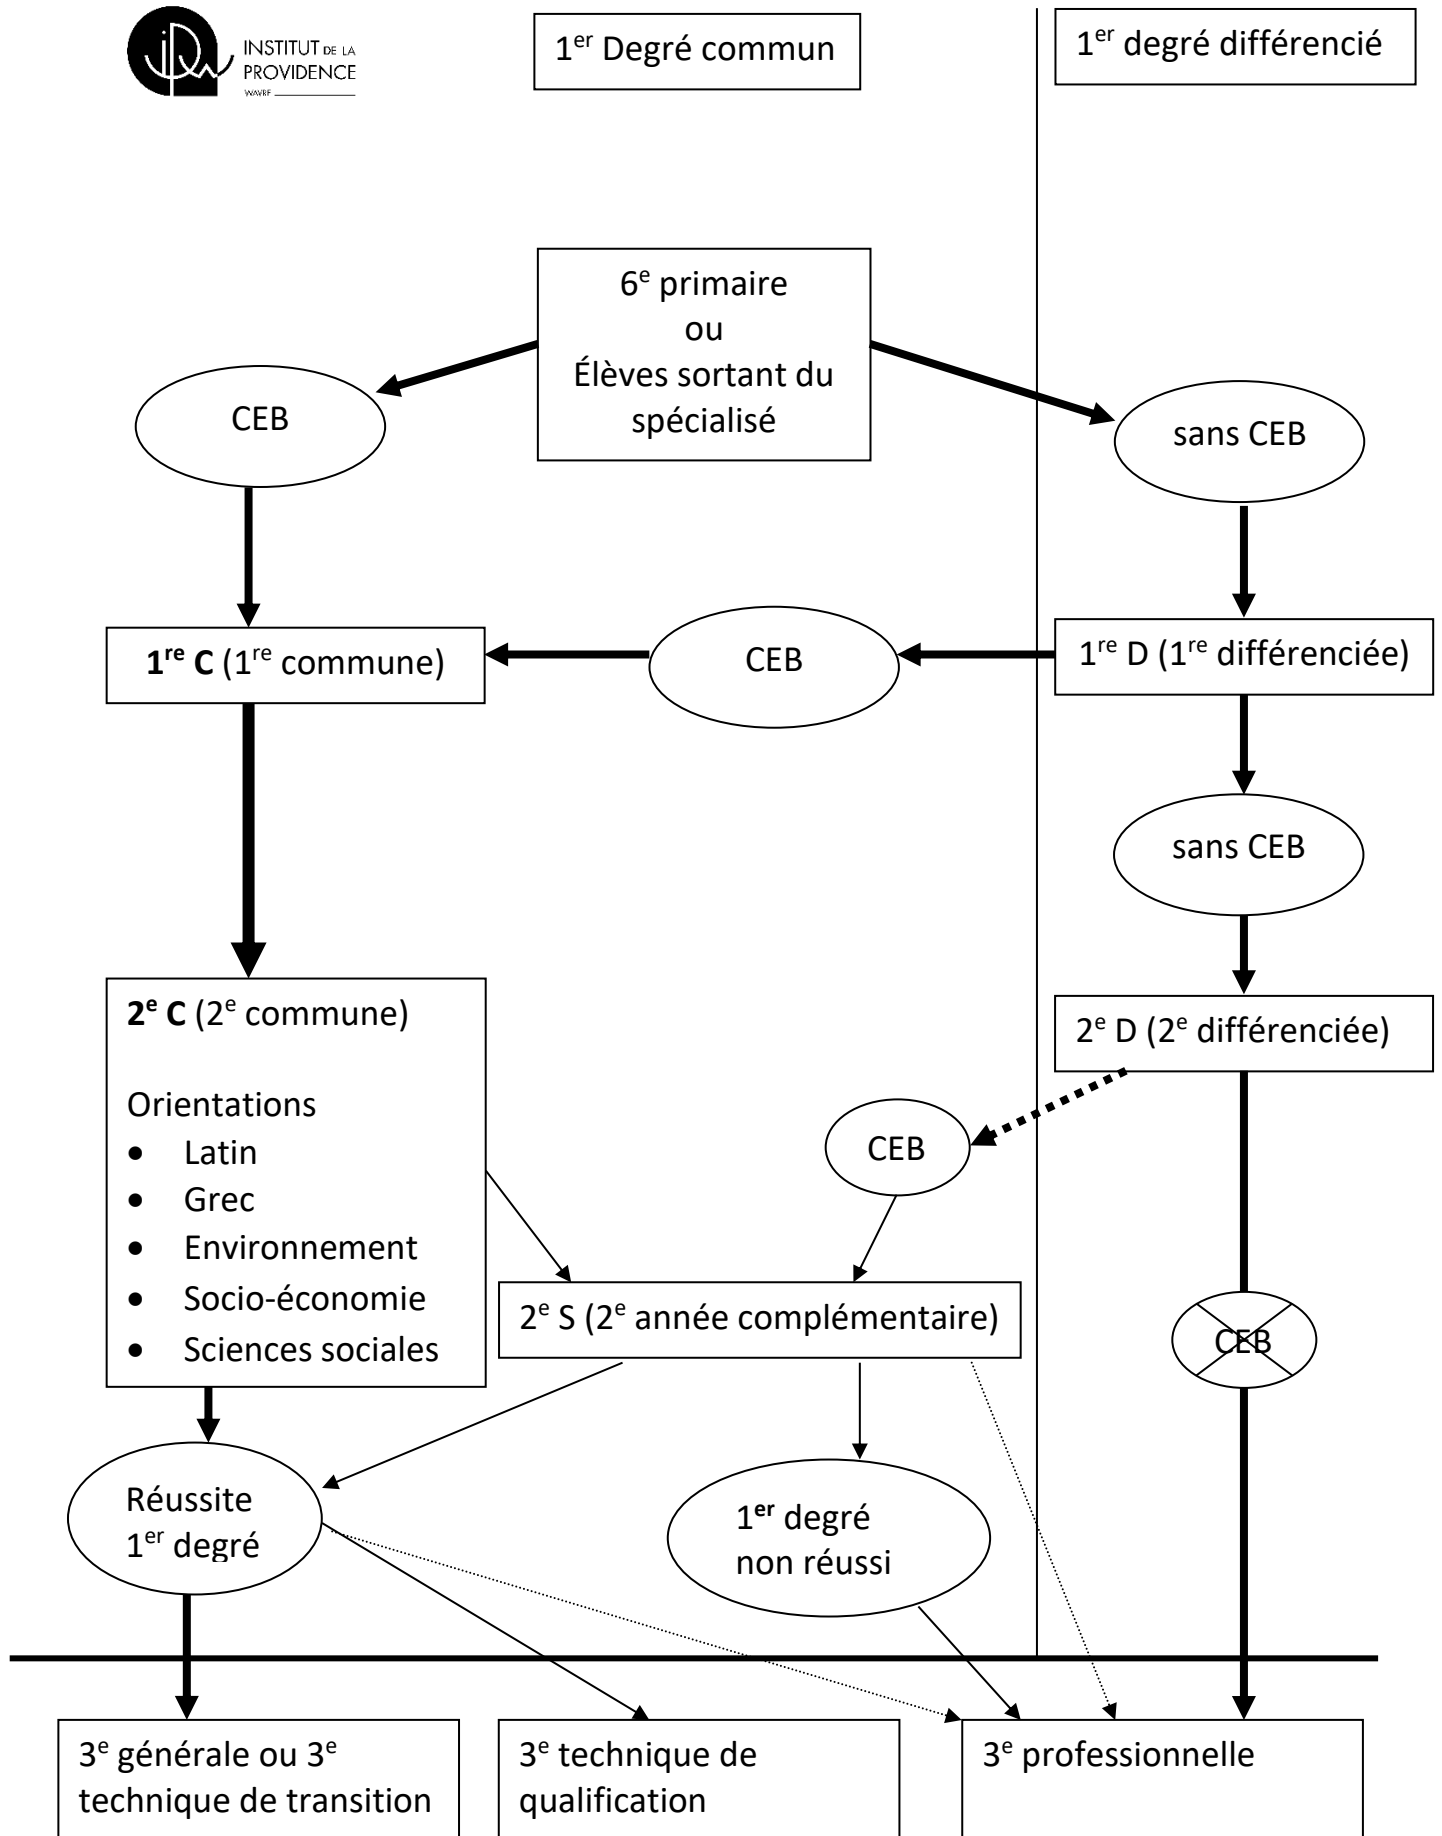 INSTITUT DE LA
PROVIDENCE
WAVRE
1er Degré commun
1er degré différencié
6e primaire
ou
Élèves sortant du
spécialisé
CEB
sans CEB
1re C (1re commune)
CEB
1re D (1re différenciée)
sans CEB
2e C (2e commune)
Orientations
• Latin
• Grec
• Environnement
• Socio-économie
• Sciences sociales
2e D (2e différenciée)
CEB
2e S (2e année complémentaire)
CEB
Réussite
1er degré
1er degré
non réussi
3e générale ou 3e
technique de transition
3e technique de
qualification
3e professionnelle